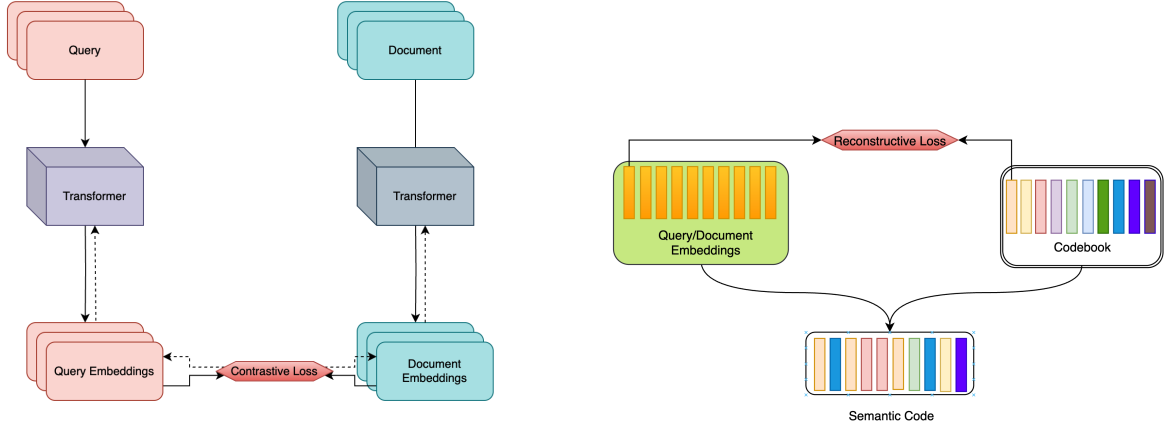 Query
Document
Transformer
Transformer
Query Embeddings
Contrastive Loss
Document
Embeddings
Reconstructive Loss
Query/Document
Embeddings
Codebook
Semantic Code